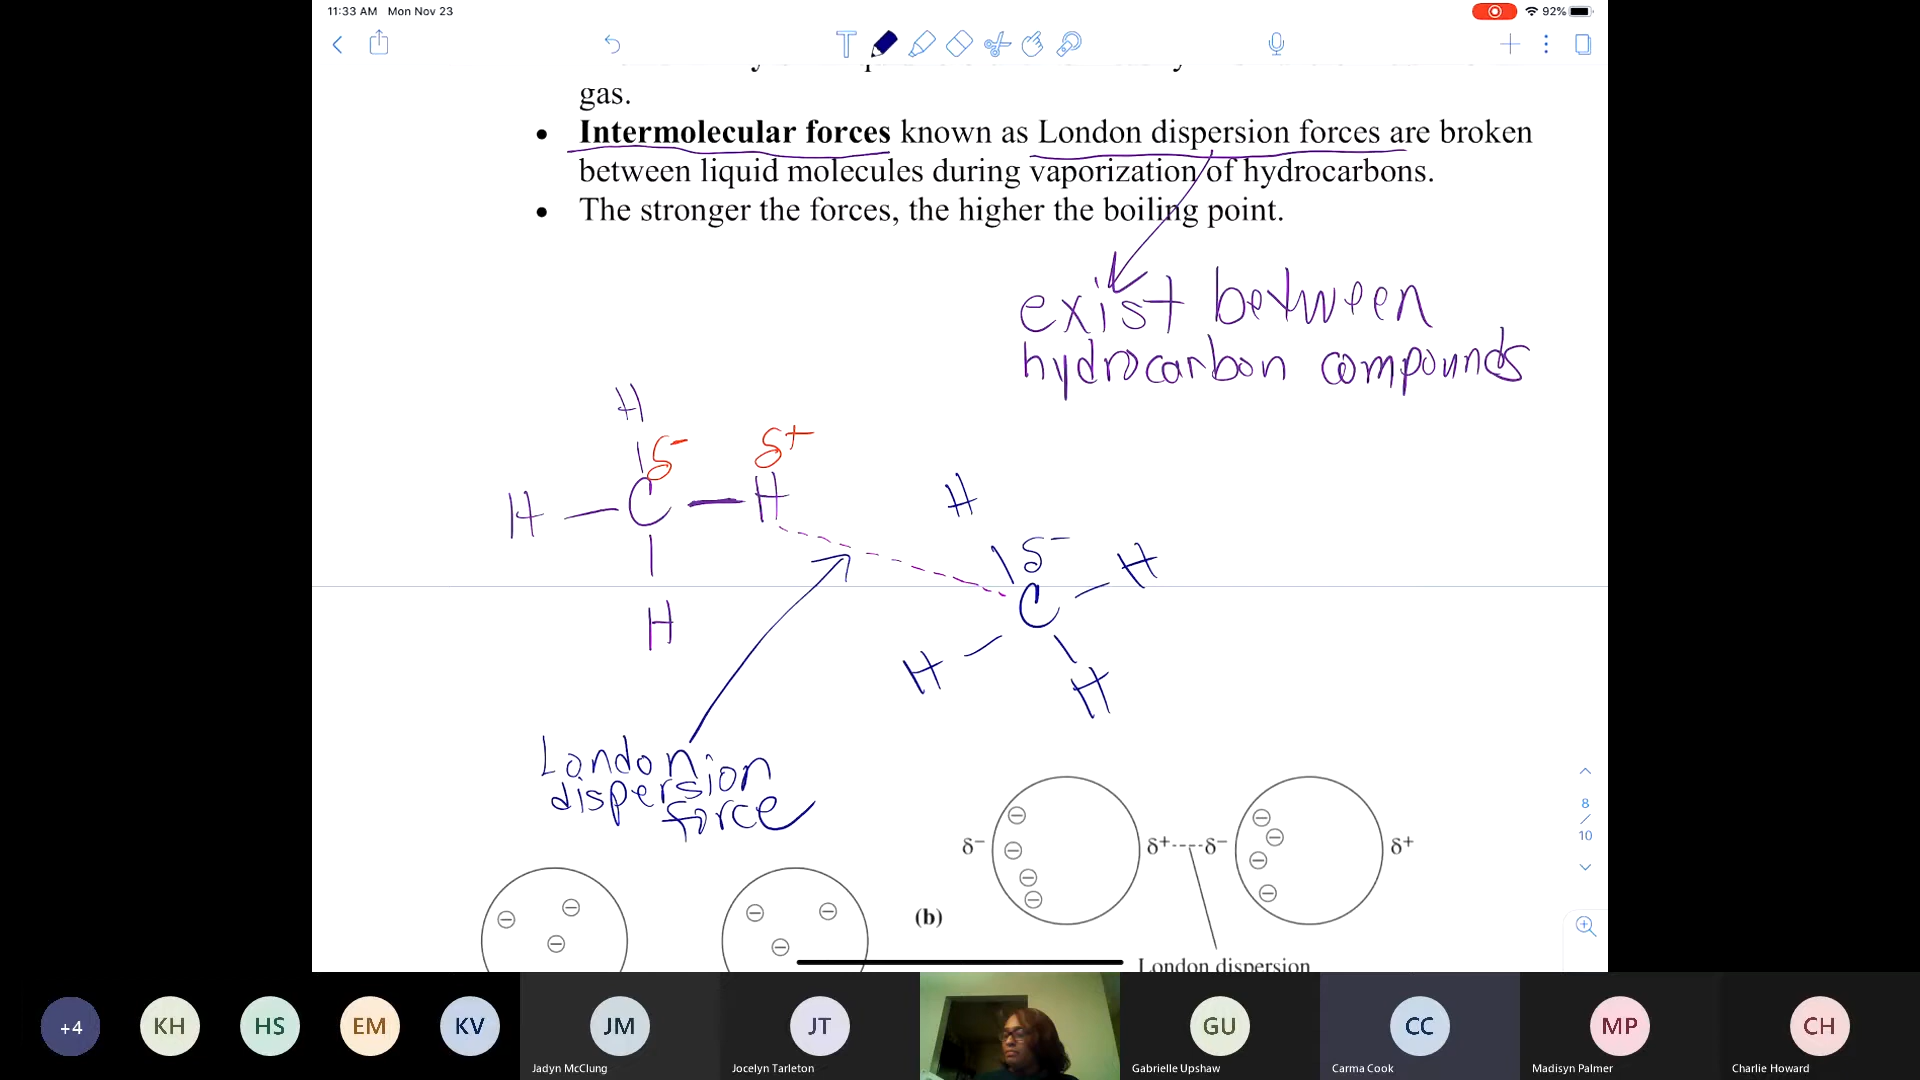 11:33 AM Mon Nov 23
92%
gas.
• Intermolecular forces known as London dispersion forces are broken
between liquid molecules during vaporization of hydrocarbons.
• The stronger the forces, the higher the boiling point.
exist between
hydrocarbon compounds
H
δ- δ+
H C H
H
H
δ-
H
C
H
H
London
dispersion
force
δ- δ+ δ- δ+
(b)
London dispersion
8
/
10
+4 KH HS EM KV JM JT GU CC MP CH
Jadyn McClung Jocelyn Tarleton Gabrielle Upshaw Carma Cook Madisyn Palmer Charlie Howard